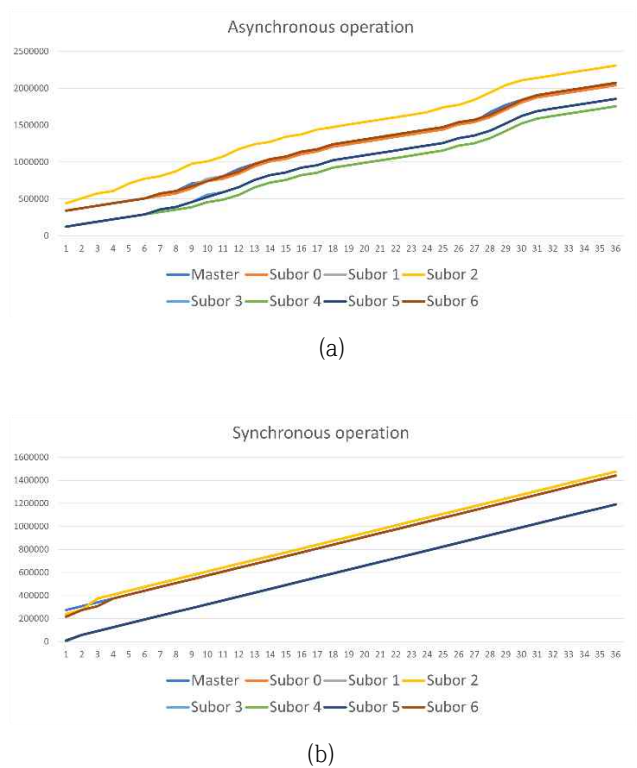 Asynchronous operation
2500000
2000000
1500000
1000000
500000
0
1 2 3 4 5 6 7 8 9 10 11 12 13 14 15 16 17 18 19 20 21 22 23 24 25 26 27 28 29 30 31 32 33 34 35 36
Master Subor 0 Subor 1 Subor 2
Subor 3 Subor 4 Subor 5 Subor 6
(a)
Synchronous operation
1600000
1400000
1200000
1000000
800000
600000
400000
200000
0
1 2 3 4 5 6 7 8 9 10 11 12 13 14 15 16 17 18 19 20 21 22 23 24 25 26 27 28 29 30 31 32 33 34 35 36
Master Subor 0 Subor 1 Subor 2
Subor 3 Subor 4 Subor 5 Subor 6
(b)